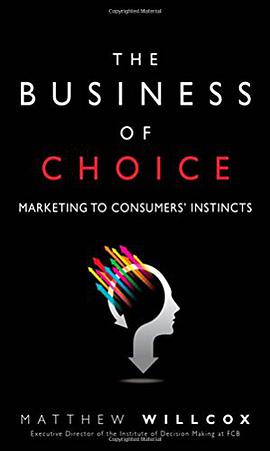 THE
BUSINESS
OF
CHOICE
MARKETING TO CONSUMERS' INSTINCTS
MATTHEW WILLCOX
Executive Director of the Institute of Decision Making at FCB